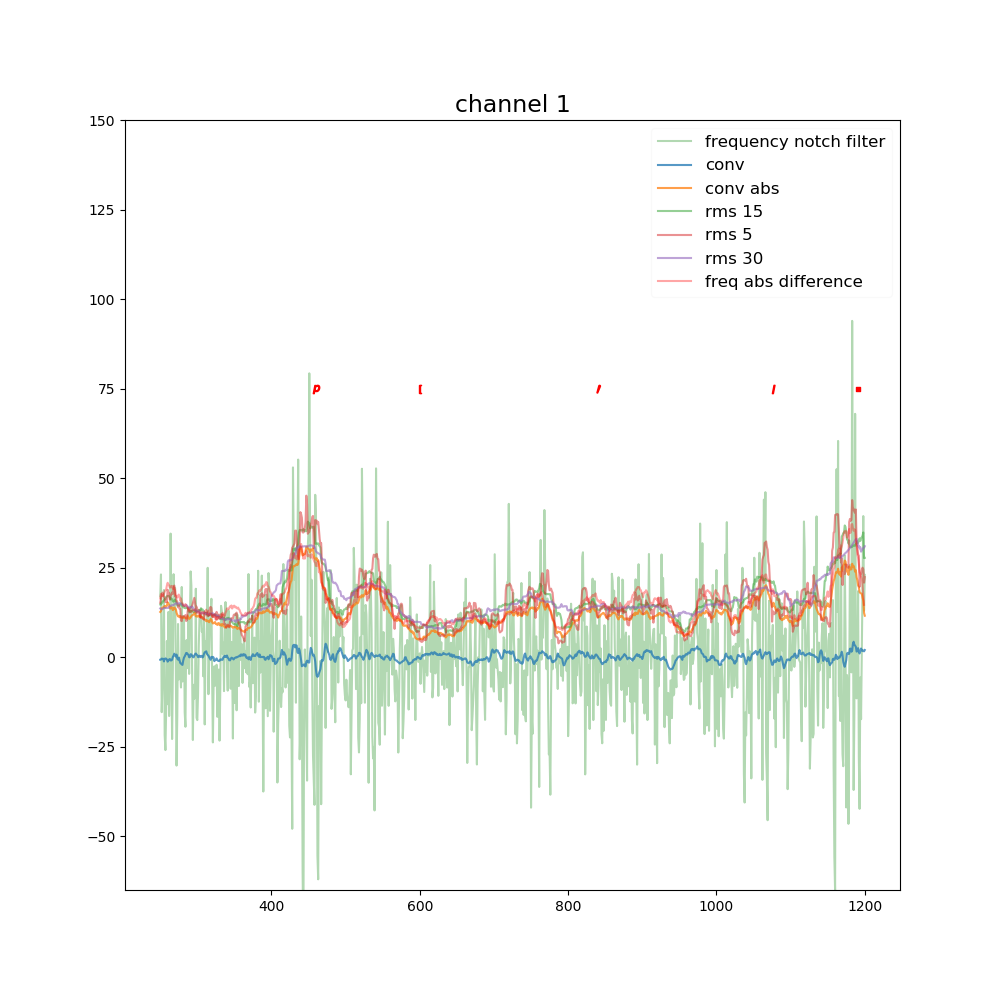 channel 1
150
125
100
75
50
25
0
−25
−50
frequency notch filter
conv
conv abs
rms 15
rms 5
rms 30
freq abs difference
p
[
/
.
400
600
800
1000
1200